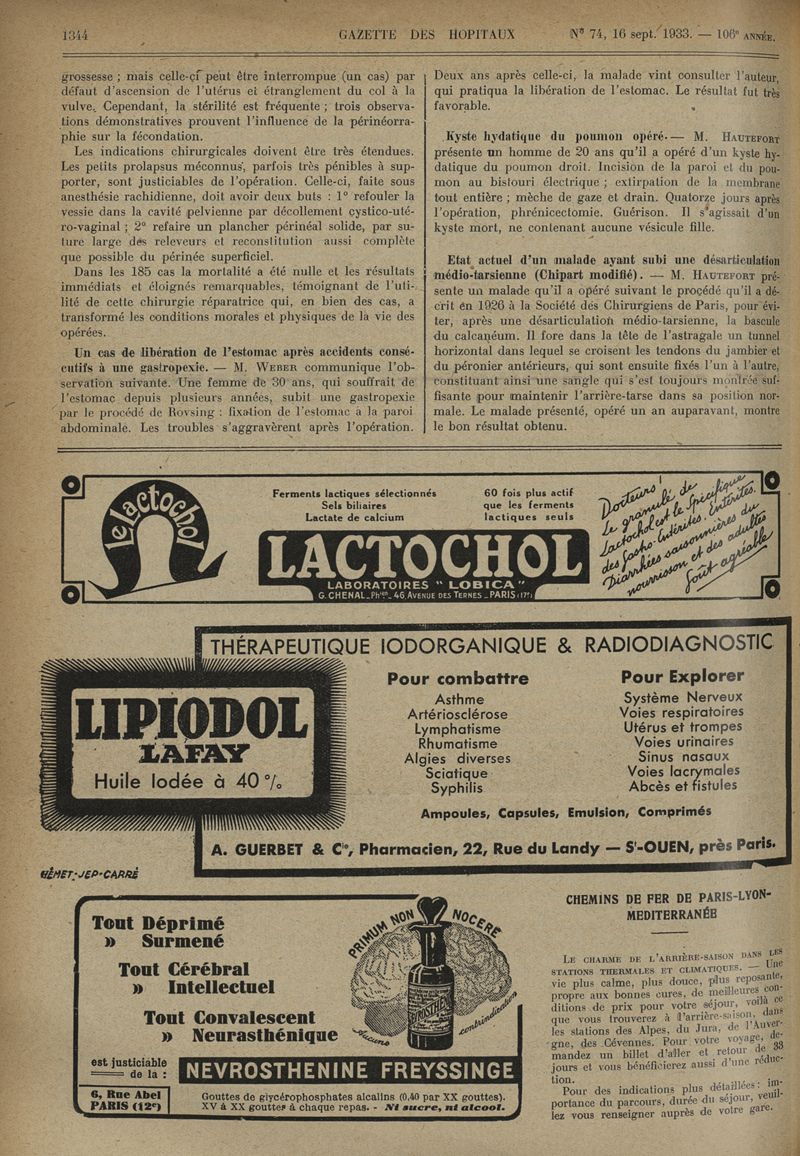 1344
GAZETTE DES HOPITAUX
N° 74, 16 sept. 1933. — 106e ANNÉE.
grossesse ; mais celle-çi peut être interrompue (un cas) par
défaut d'ascension de l'utérus et étranglement du col à la
vulve. Cependant, la stérilité est fréquente ; trois observa-
tions démonstratives prouvent l'influence de la périnéorra-
phie sur la fécondation.
Les indications chirurgicales doivent être très étendues.
Les petits prolapsus méconnus, parfois très pénibles à sup-
porter, sont justiciables de l'opération. Celle-ci, faite sous
anesthésie rachidienne, doit avoir deux buts : 1° refouler la
vessie dans la cavité pelvienne par décollement cystico-uté-
ro-vaginal ; 2° refaire un plancher périnéal solide, par su-
ture large des releveurs et reconstitution aussi complète
que possible du périnée superficiel.
Dans les 185 cas la mortalité a été nulle et les résultats
immédiats et éloignés remarquables, témoignant de l'uti-
lité de cette chirurgie réparatrice qui, en bien des cas, a
transformé les conditions morales et physiques de la vie des
opérées.
Un cas de libération de l'estomac après accidents consé-
cutifs à une gastropexie. — M. WEBER communique l'ob-
servation suivante. Une femme de 30 ans, qui souffrait de
l'estomac depuis plusieurs années, subit une gastropexie
par le procédé de Rovsing : fixation de l'estomac à la paroi
abdominale. Les troubles s'aggravèrent après l'opération.
Deux ans après celle-ci, la malade vint consulter l'auteur,
qui pratiqua la libération de l'estomac. Le résultat fut très
favorable.
Kyste hydatique du poumon opéré. — M. HAUTEFORT
présente un homme de 20 ans qu'il a opéré d'un kyste hy-
datique du poumon droit. Incision de la paroi et du pou-
mon au bistouri électrique ; extirpation de la membrane
tout entière ; mèche de gaze et drain. Quatorze jours après
l'opération, phrénicectomie. Guérison. Il s'agissait d'un
kyste mort, ne contenant aucune vésicule fille.
Etat actuel d'un malade ayant subi une désarticulation
médio-tarsienne (Chipart modifié). — M. HAUTEFORT pré-
sente un malade qu'il a opéré suivant le procédé qu'il a dé-
crit en 1926 à la Société des Chirurgiens de Paris, pour évi-
ter, après une désarticulation médio-tarsienne, la bascule
du calcanéum. Il fore dans la tête de l'astragale un tunnel
horizontal dans lequel se croisent les tendons du jambier et
du péronier antérieurs, qui sont ensuite fixés l'un à l'autre,
constituant ainsi une sangle qui s'est toujours montrée suf-
fisante pour maintenir l'arrière-tarse dans sa position nor-
male. Le malade présenté, opéré un an auparavant, montre
le bon résultat obtenu.
le Lactochol
Ferments lactiques sélectionnés
Sels biliaires
Lactate de calcium
60 fois plus actif
que les ferments
lactiques seuls
LACTOCHOL
LABORATOIRES "LOBICA"
G. CHENAL_Phien_ 46, AVENUE DES TERNES _ PARIS (17e)
Docteurs !
Le granulé de
Lactochol est le Spécifique
des Gastro-Entérites, Entérites,
Diarrhées saisonnières du
nourrisson et des adultes
Goût agréable
THÉRAPEUTIQUE IODORGANIQUE & RADIODIAGNOSTIC
LIPIODOL
LAFAY
Huile Iodée à 40 %
Pour combattre
Asthme
Artériosclérose
Lymphatisme
Rhumatisme
Algies diverses
Sciatique
Syphilis
Pour Explorer
Système Nerveux
Voies respiratoires
Utérus et trompes
Voies urinaires
Sinus nasaux
Voies lacrymales
Abcès et fistules
Ampoules, Capsules, Emulsion, Comprimés
A. GUERBET & Cie, Pharmacien, 22, Rue du Landy — St-OUEN, près Paris.
HÉMET-JEP-CARRÉ
Tout Déprimé
» Surmené
Tout Cérébral
» Intellectuel
Tout Convalescent
» Neurasthénique
PRIMUM NON NOCERE
Aucune contrindication
est justiciable
de la :
NEVROSTHENINE FREYSSINGE
6, Rue Abel
PARIS (12e)
Gouttes de glycérophosphates alcalins (0,40 par XX gouttes).
XV à XX gouttes à chaque repas. - Ni sucre, ni alcool.
CHEMINS DE FER DE PARIS-LYON-
MEDITERRANÉE
LE CHARME DE L'ARRIÈRE-SAISON DANS LES
STATIONS THERMALES ET CLIMATIQUES. — Une
vie plus calme, plus douce, plus reposante,
propre aux bonnes cures, de meilleures con-
ditions de prix pour votre séjour, voilà ce
que vous trouverez à l'arrière-saison, dans
les stations des Alpes, du Jura, de l'Auver-
gne, des Cévennes. Pour votre voyage, de-
mandez un billet d'aller et retour de 33
jours et vous bénéficierez aussi d'une réduc-
tion.
Pour des indications plus détaillées : im-
portance du parcours, durée du séjour, veuil-
lez vous renseigner auprès de votre gare.